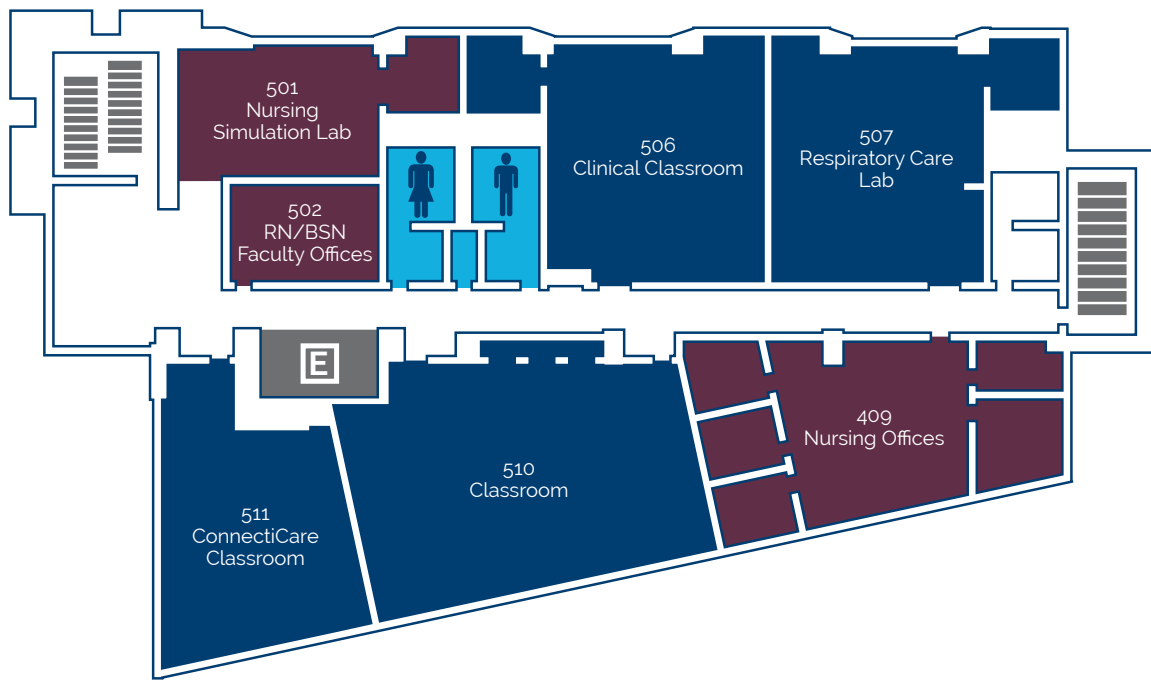 501
Nursing
Simulation Lab
502
RN/BSN
Faculty Offices
506
Clinical Classroom
507
Respiratory Care
Lab
E
409
Nursing Offices
510
Classroom
511
ConnectiCare
Classroom